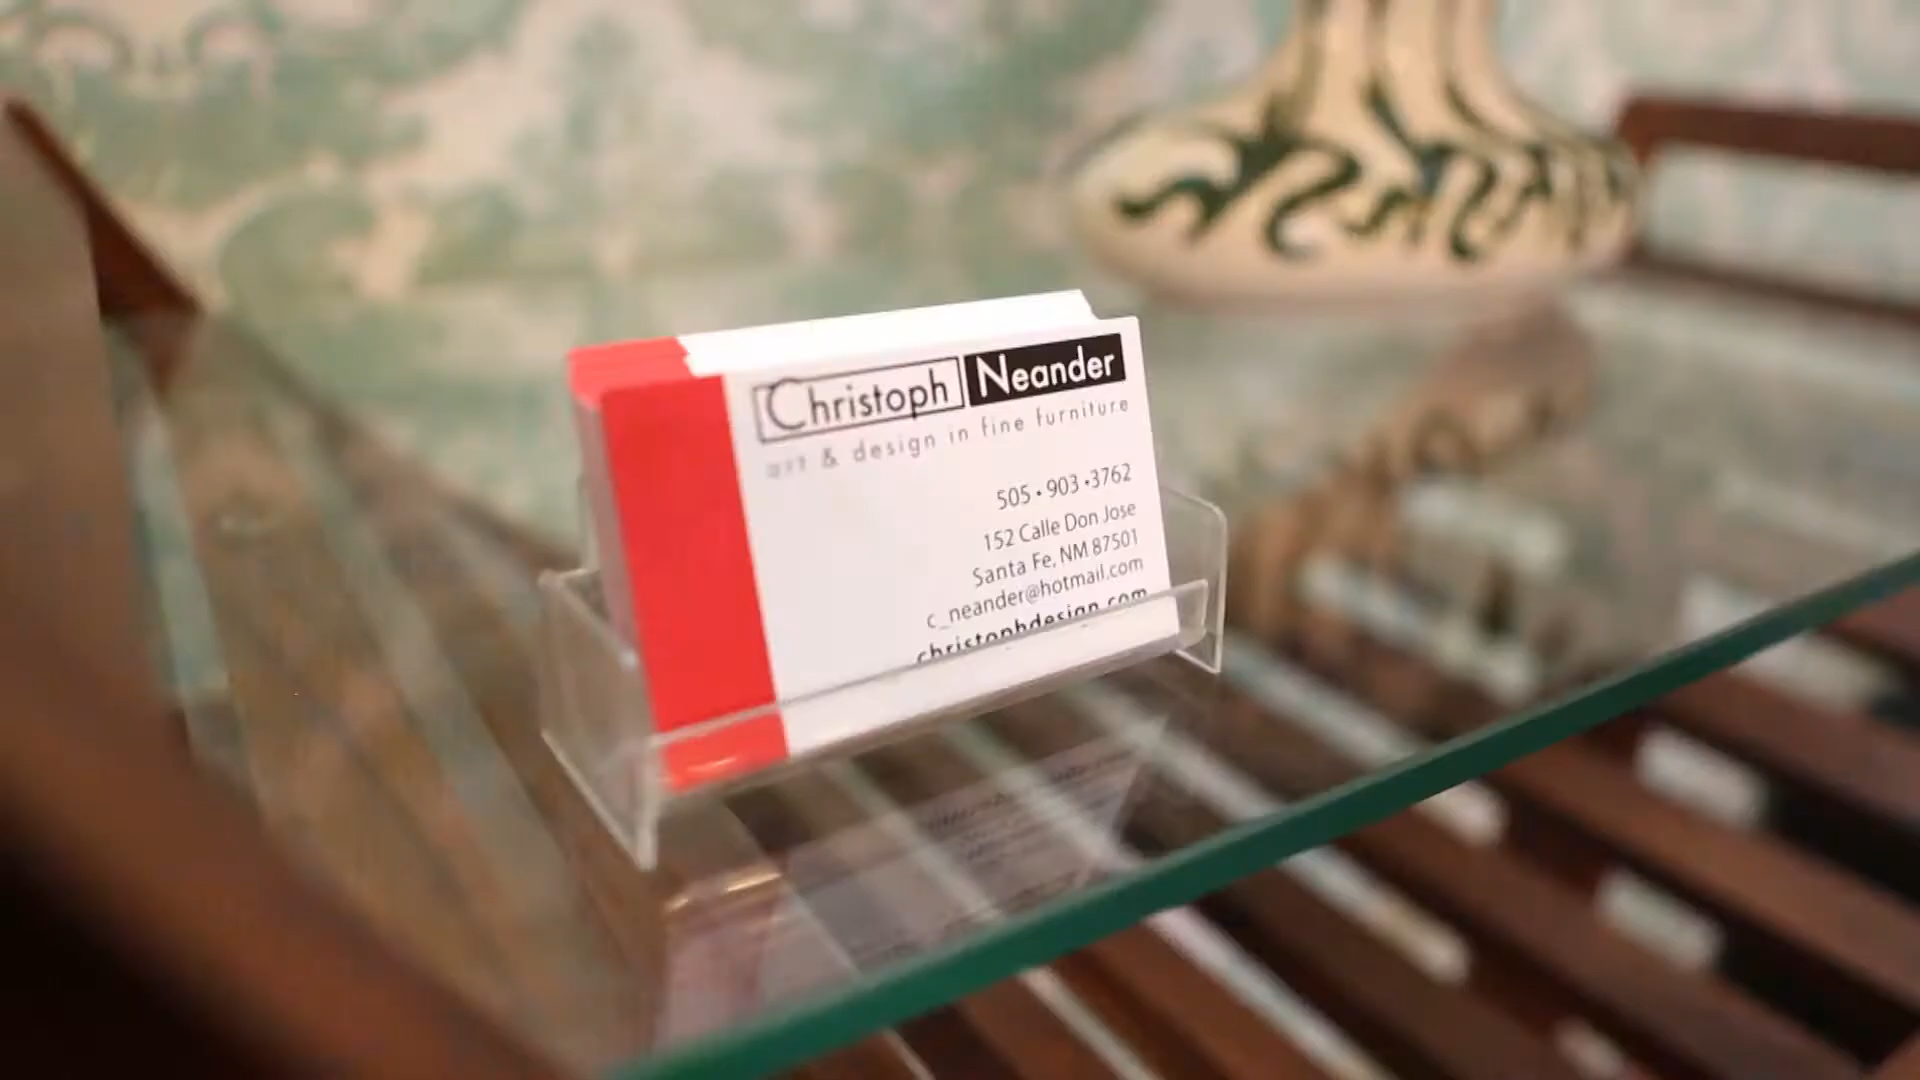 Christoph Neander
art & design in fine furniture
505 • 903 •3762
152 Calle Don Jose
Santa Fe, NM 87501
c_neander@hotmail.com
christophdesign.com